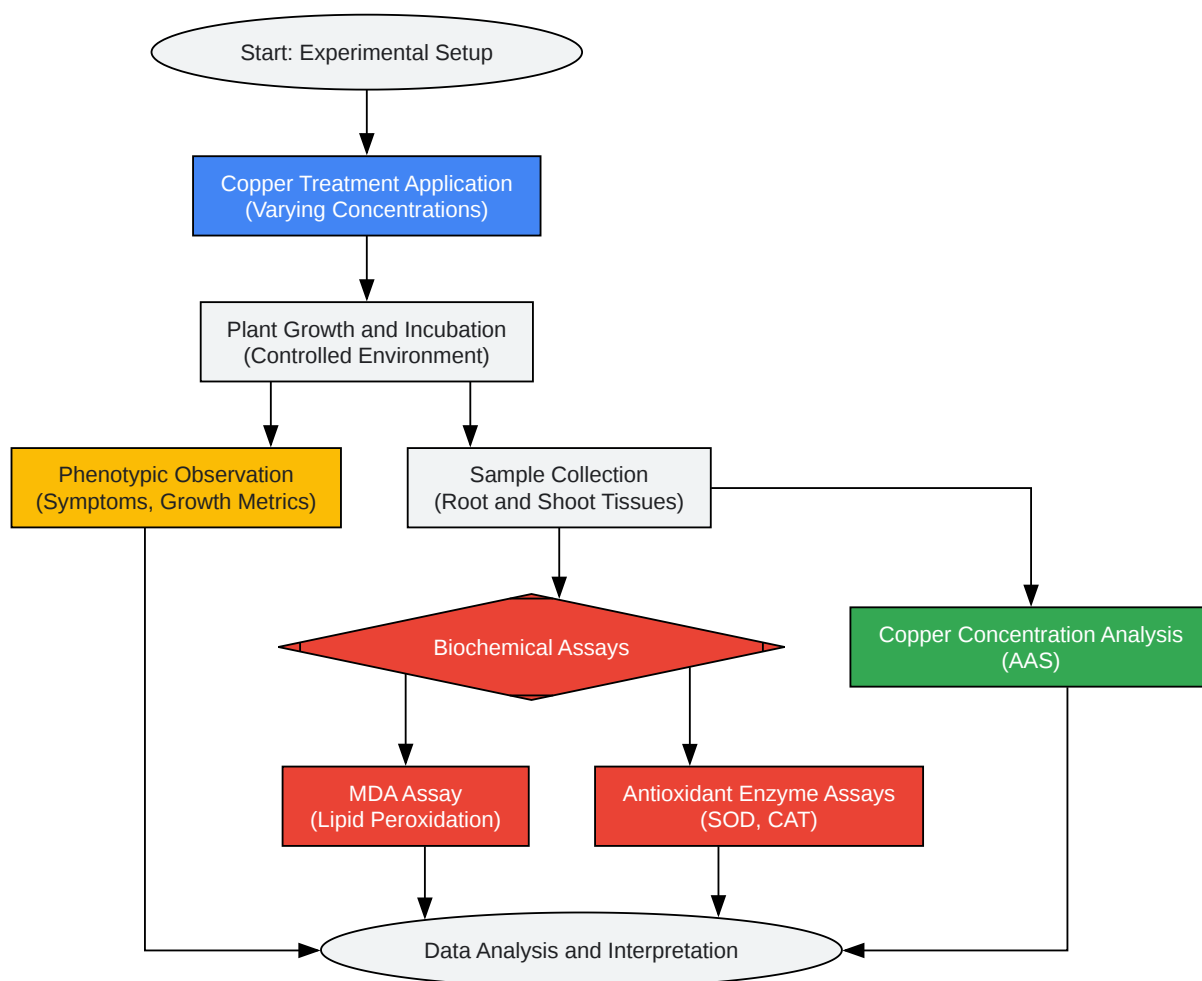 Start: Experimental Setup
Copper Treatment Application
(Varying Concentrations)
Plant Growth and Incubation
(Controlled Environment)
Phenotypic Observation
(Symptoms, Growth Metrics)
Sample Collection
(Root and Shoot Tissues)
Biochemical Assays
Copper Concentration Analysis
(AAS)
MDA Assay
(Lipid Peroxidation)
Antioxidant Enzyme Assays
(SOD, CAT)
Data Analysis and Interpretation